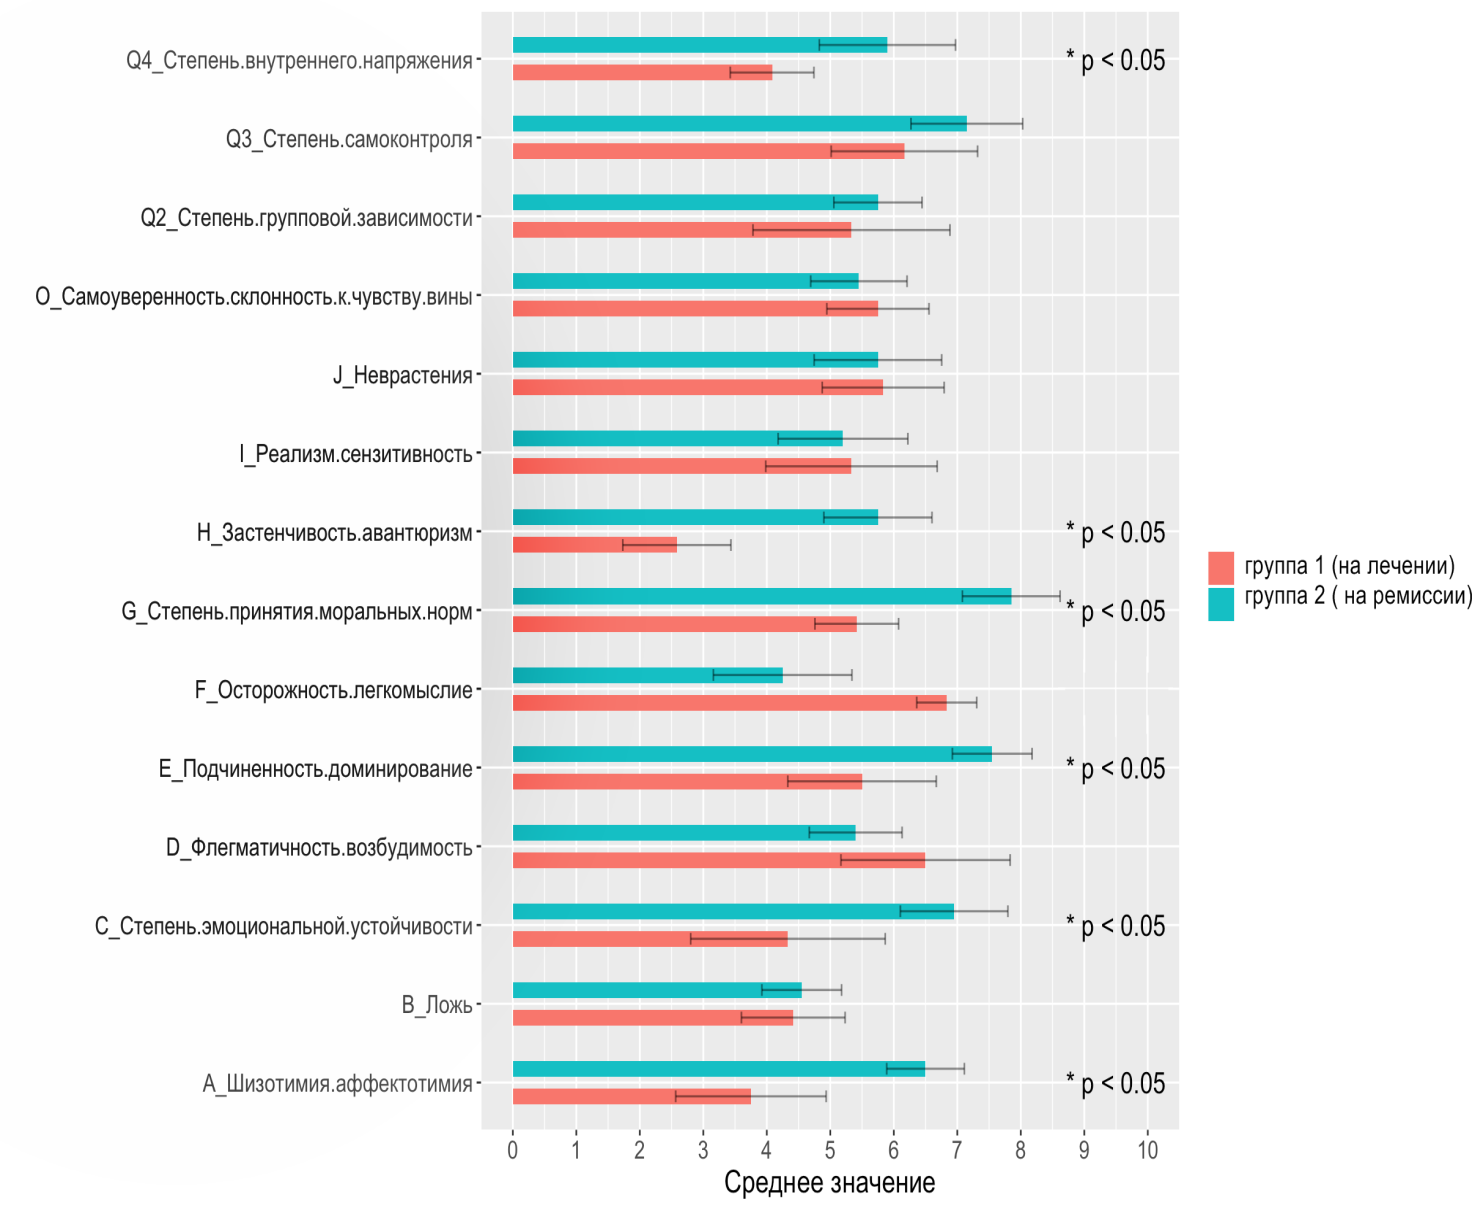 Q4_Степень.внутреннего.напряжения
* p < 0.05
Q3_Степень.самоконтроля
Q2_Степень.групповой.зависимости
O_Самоуверенность.склонность.к.чувству.вины
J_Неврастения
I_Реализм.сензитивность
H_Застенчивость.авантюризм
* p < 0.05
группа 1 (на лечении)
группа 2 ( на ремиссии)
G_Степень.принятия.моральных.норм
* p < 0.05
F_Осторожность.легкомыслие
E_Подчиненность.доминирование
* p < 0.05
D_Флегматичность.возбудимость
C_Степень.эмоциональной.устойчивости
* p < 0.05
B_Ложь
A_Шизотимия.аффектотимия
* p < 0.05
0 1 2 3 4 5 6 7 8 9 10
Среднее значение